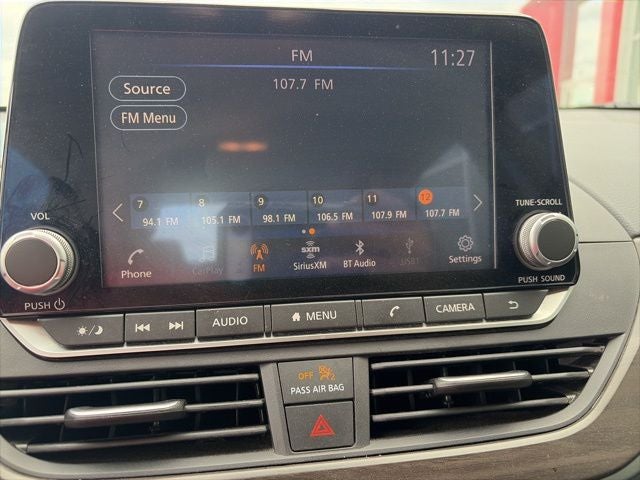 FM
11:27
107.7 FM
Source
FM Menu
7 8 9 10 11 12
94.1 FM 105.1 FM 98.1 FM 106.5 FM 107.9 FM 107.7 FM
VOL
TUNE·SCROLL
sxm
Phone CarPlay FM SiriusXM BT Audio USB1 Settings
PUSH
PUSH SOUND
AUDIO MENU CAMERA
OFF 2
PASS AIR BAG